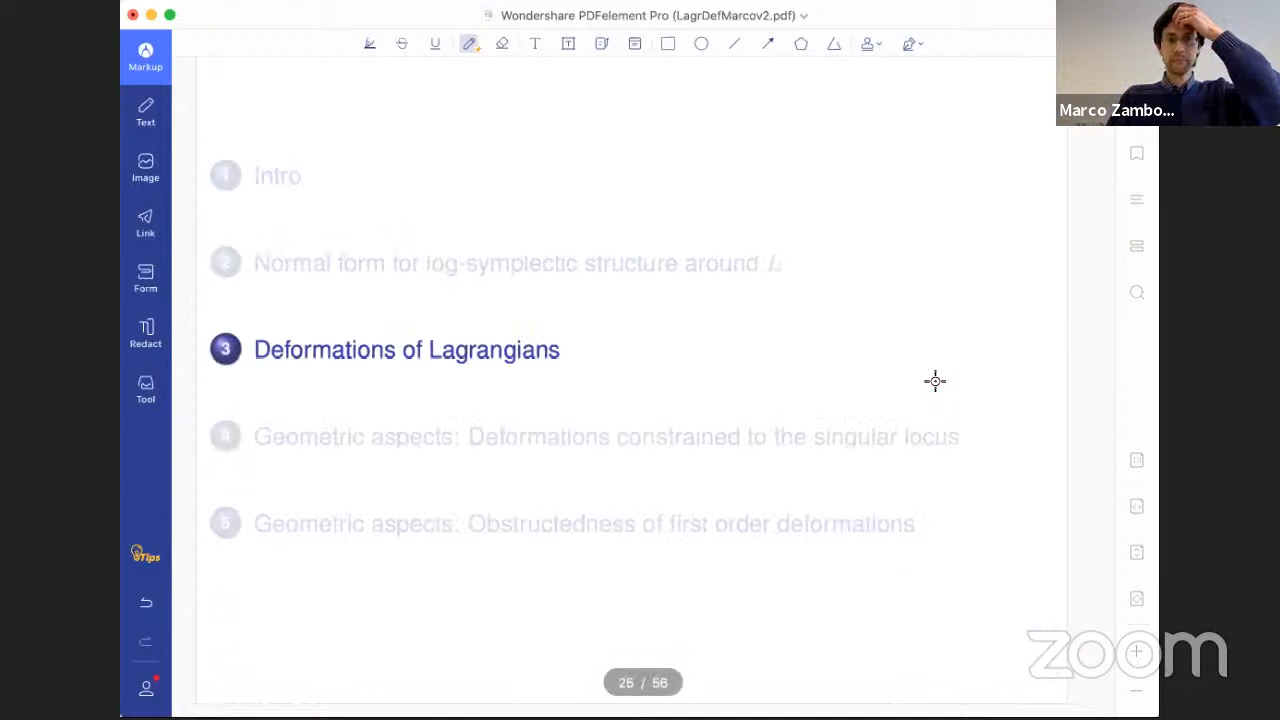 Wondershare PDFelement Pro (LagrDefMarcov2.pdf)
Marco Zambo...
Markup
Text
Image
Link
Form
Redact
Tool
Tips
1 Intro
2 Normal form for log-symplectic structure around L
3 Deformations of Lagrangians
4 Geometric aspects: Deformations constrained to the singular locus
5 Geometric aspects: Obstructedness of first order deformations
25 / 56
zoom